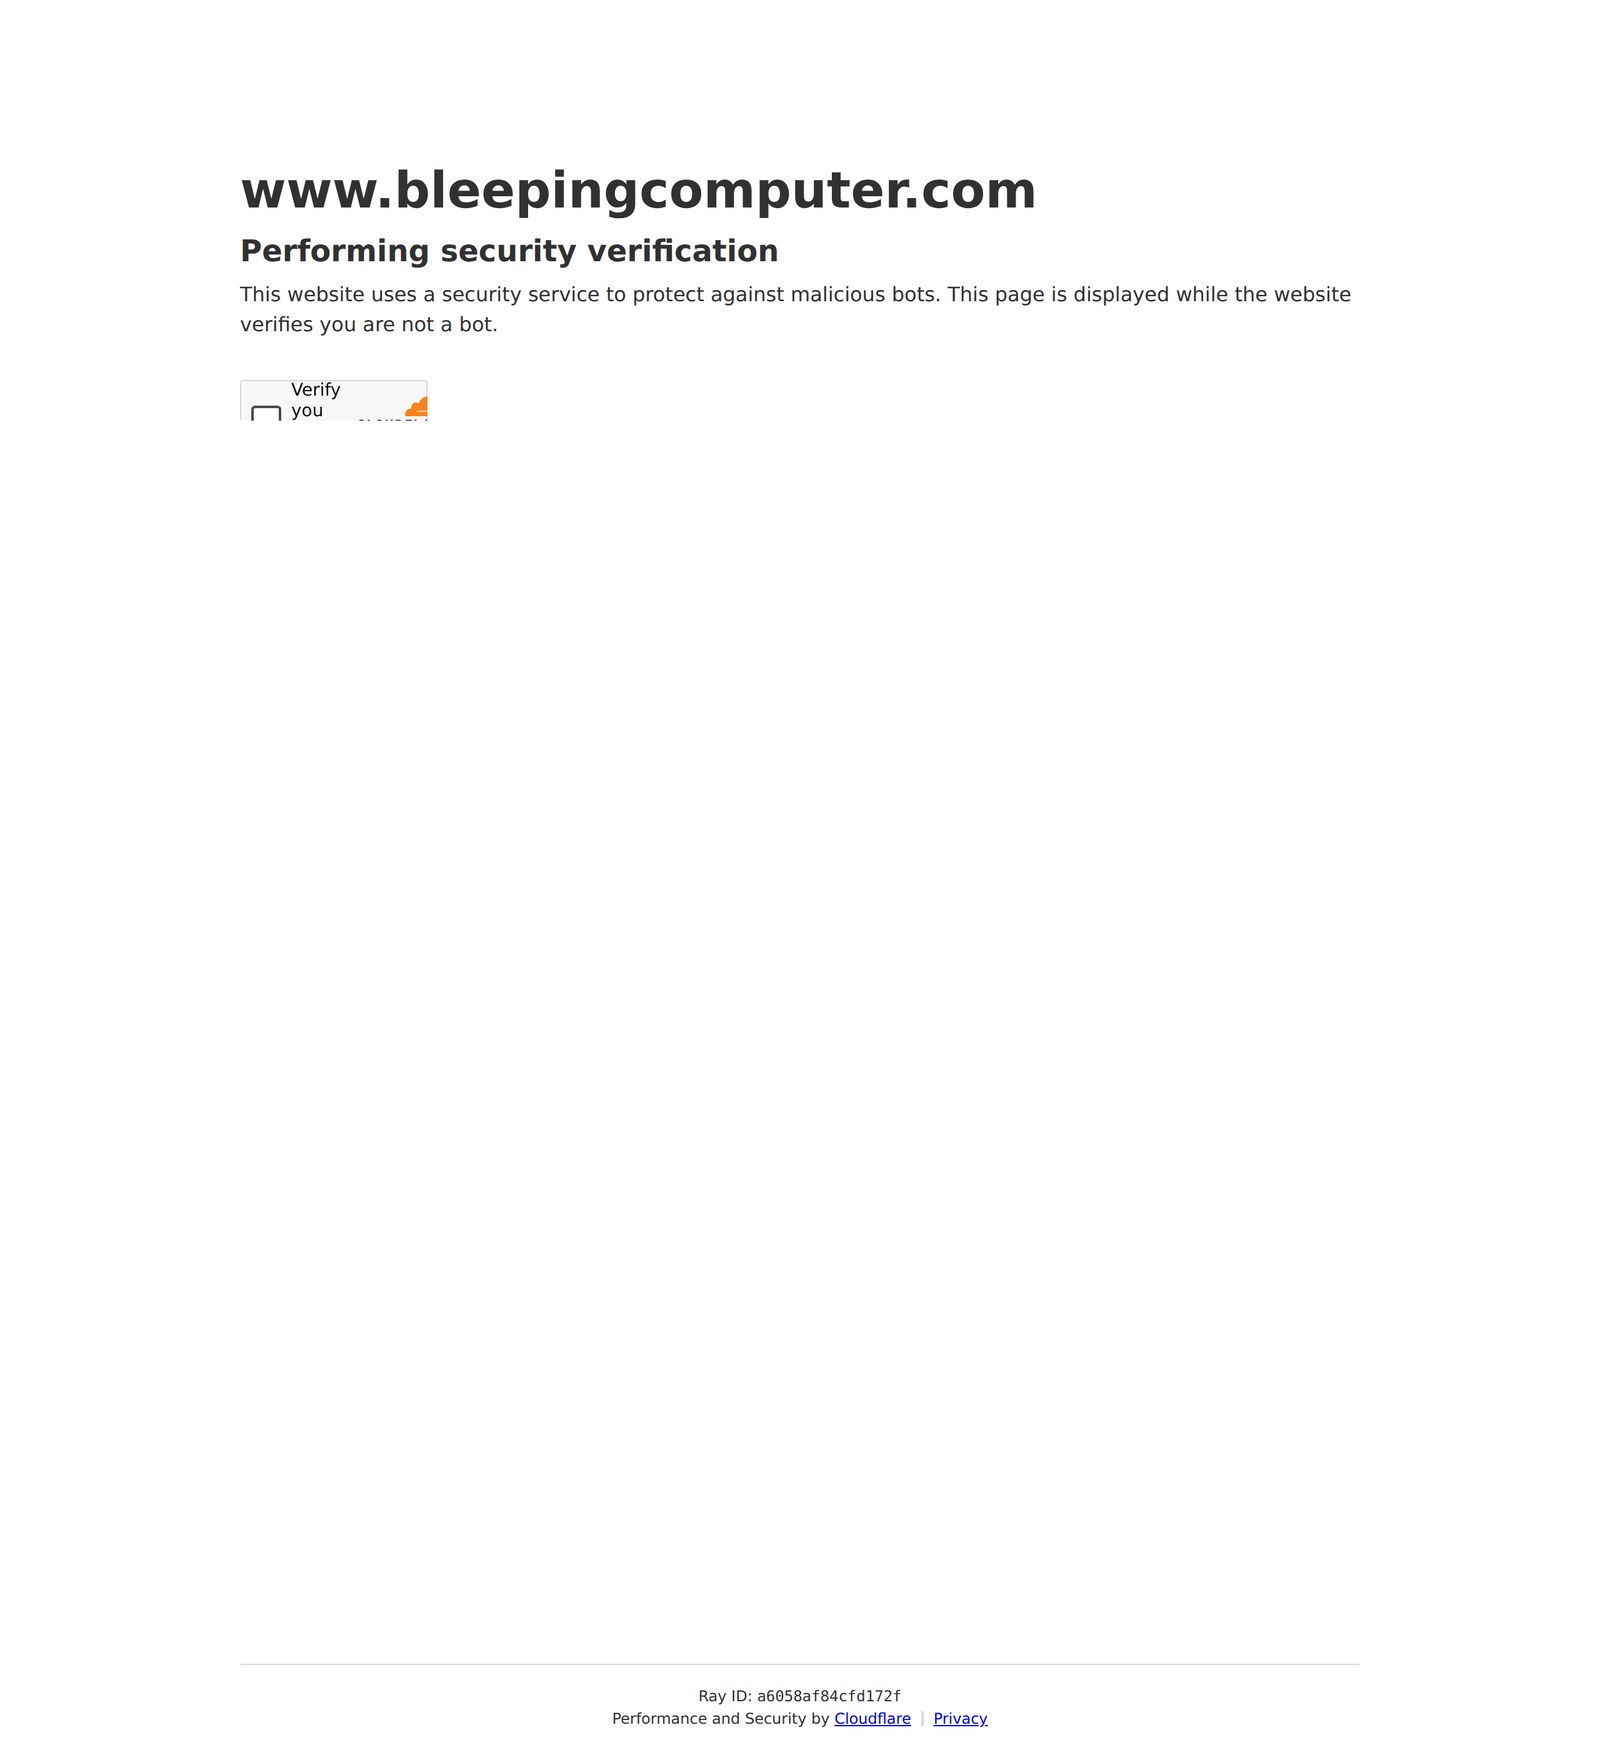 www.bleepingcomputer.com
Performing security verification
This website uses a security service to protect against malicious bots. This page is displayed while the website
verifies you are not a bot.
Verify
you
Ray ID: a6058af84cfd172f
Performance and Security by Cloudflare | Privacy